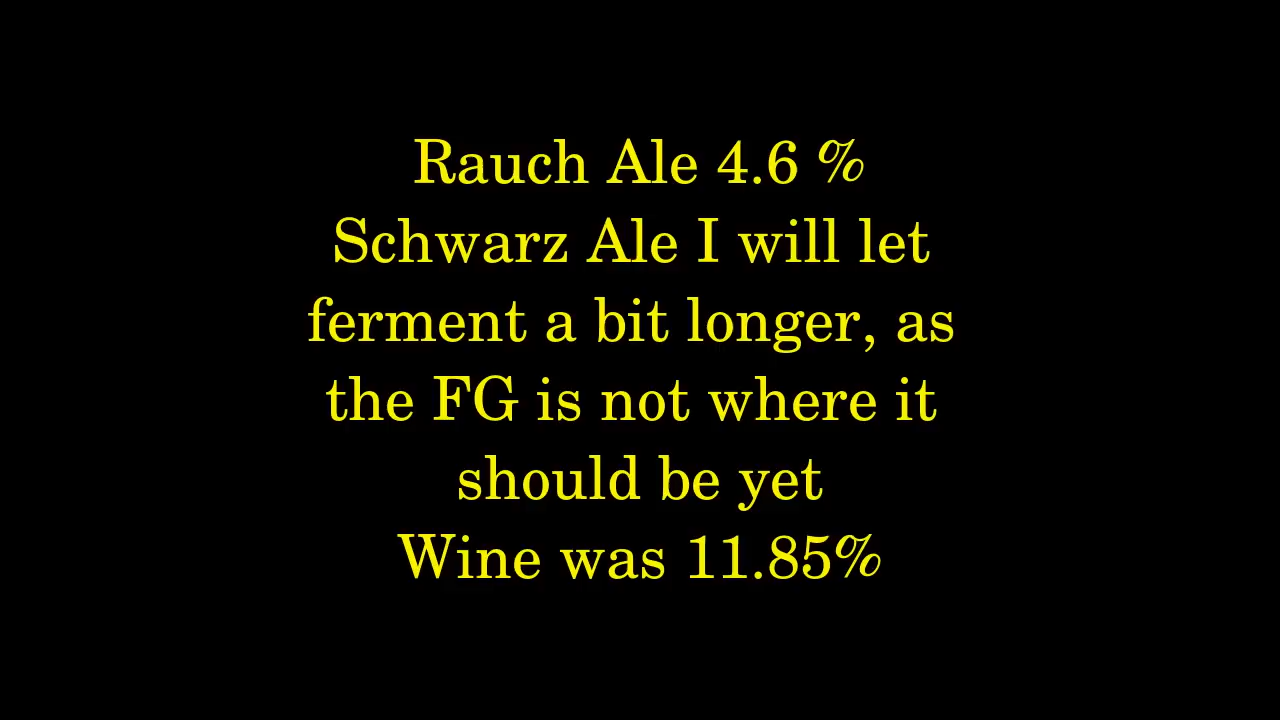 Rauch Ale 4.6 %
Schwarz Ale I will let
ferment a bit longer, as
the FG is not where it
should be yet
Wine was 11.85%